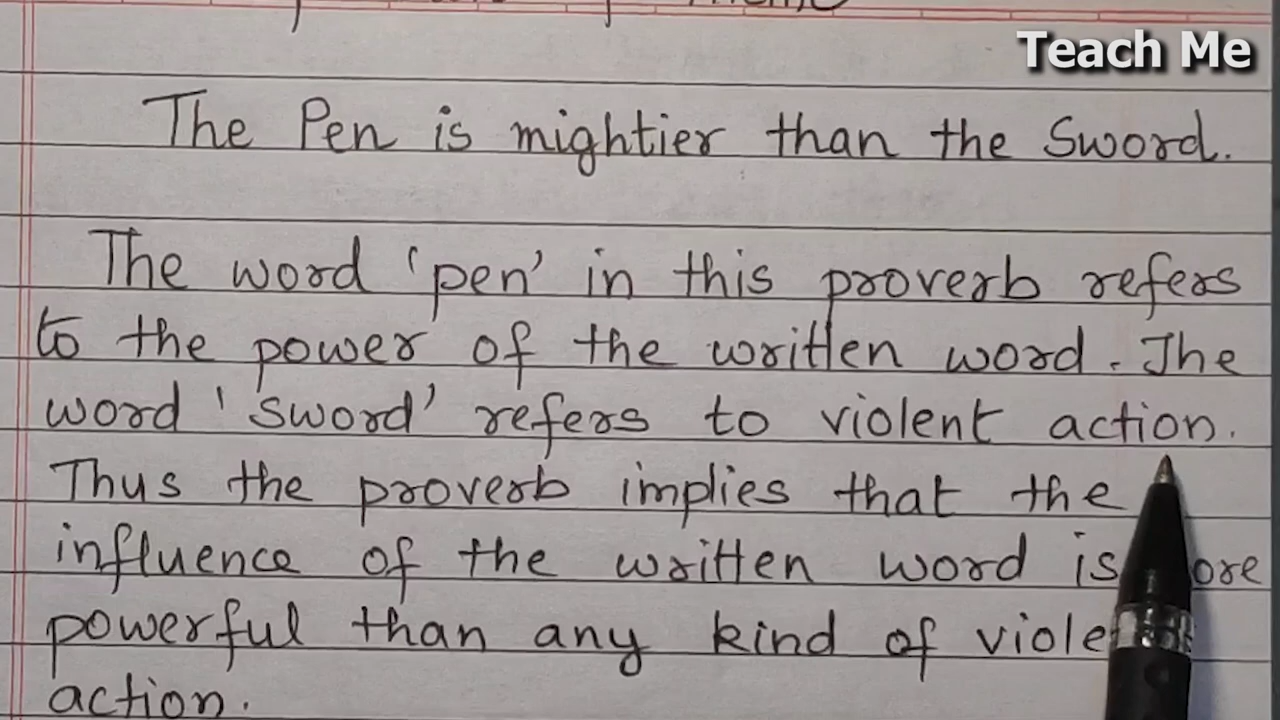 Teach Me
The Pen is mightier than the Sword.
The word 'pen' in this proverb refers
to the power of the written word. The
word 'sword' refers to violent action.
Thus the proverb implies that the
influence of the written word is
powerful than any kind of
action.